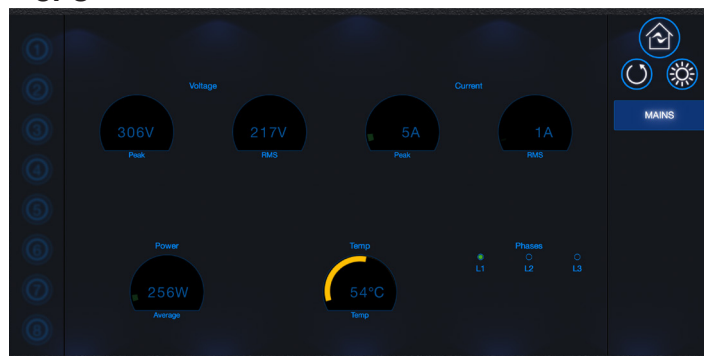 1
2
3
4
5
6
7
8
Voltage
Current
306V
217V
5A
1A
Peak
RMS
Peak
RMS
MAINS
Power
Temp
Phases
L1
L2
L3
256W
54°C
Average
Temp